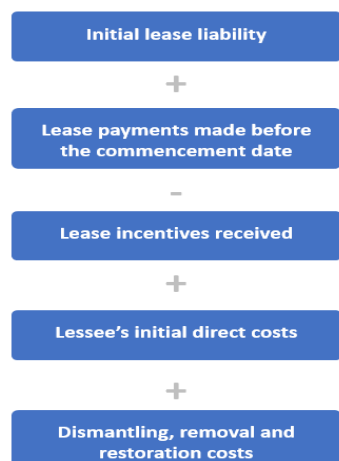 Initial lease liability
+
Lease payments made before
the commencement date
-
Lease incentives received
+
Lessee's initial direct costs
+
Dismantling, removal and
restoration costs